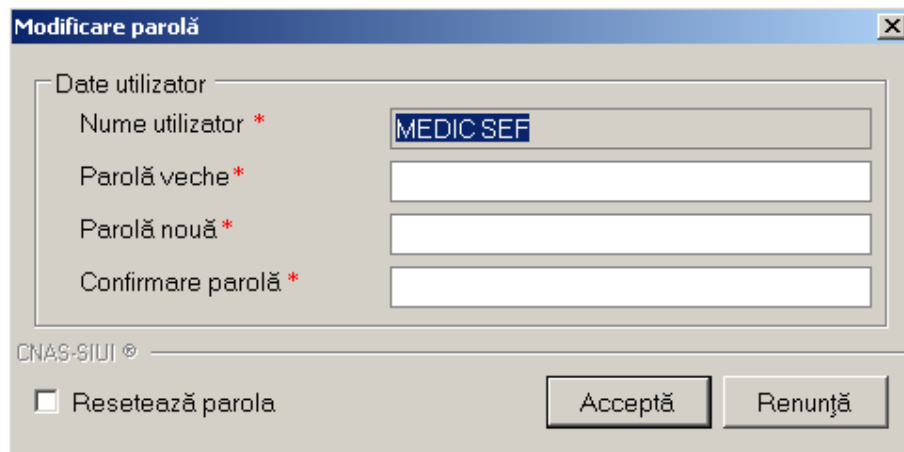 Modificare parolă
Date utilizator
Nume utilizator *
MEDIC SEF
Parolă veche*
Parolă nouă*
Confirmare parolă*
CNAS-SIUI ®
Resetează parola
Acceptă
Renunţă